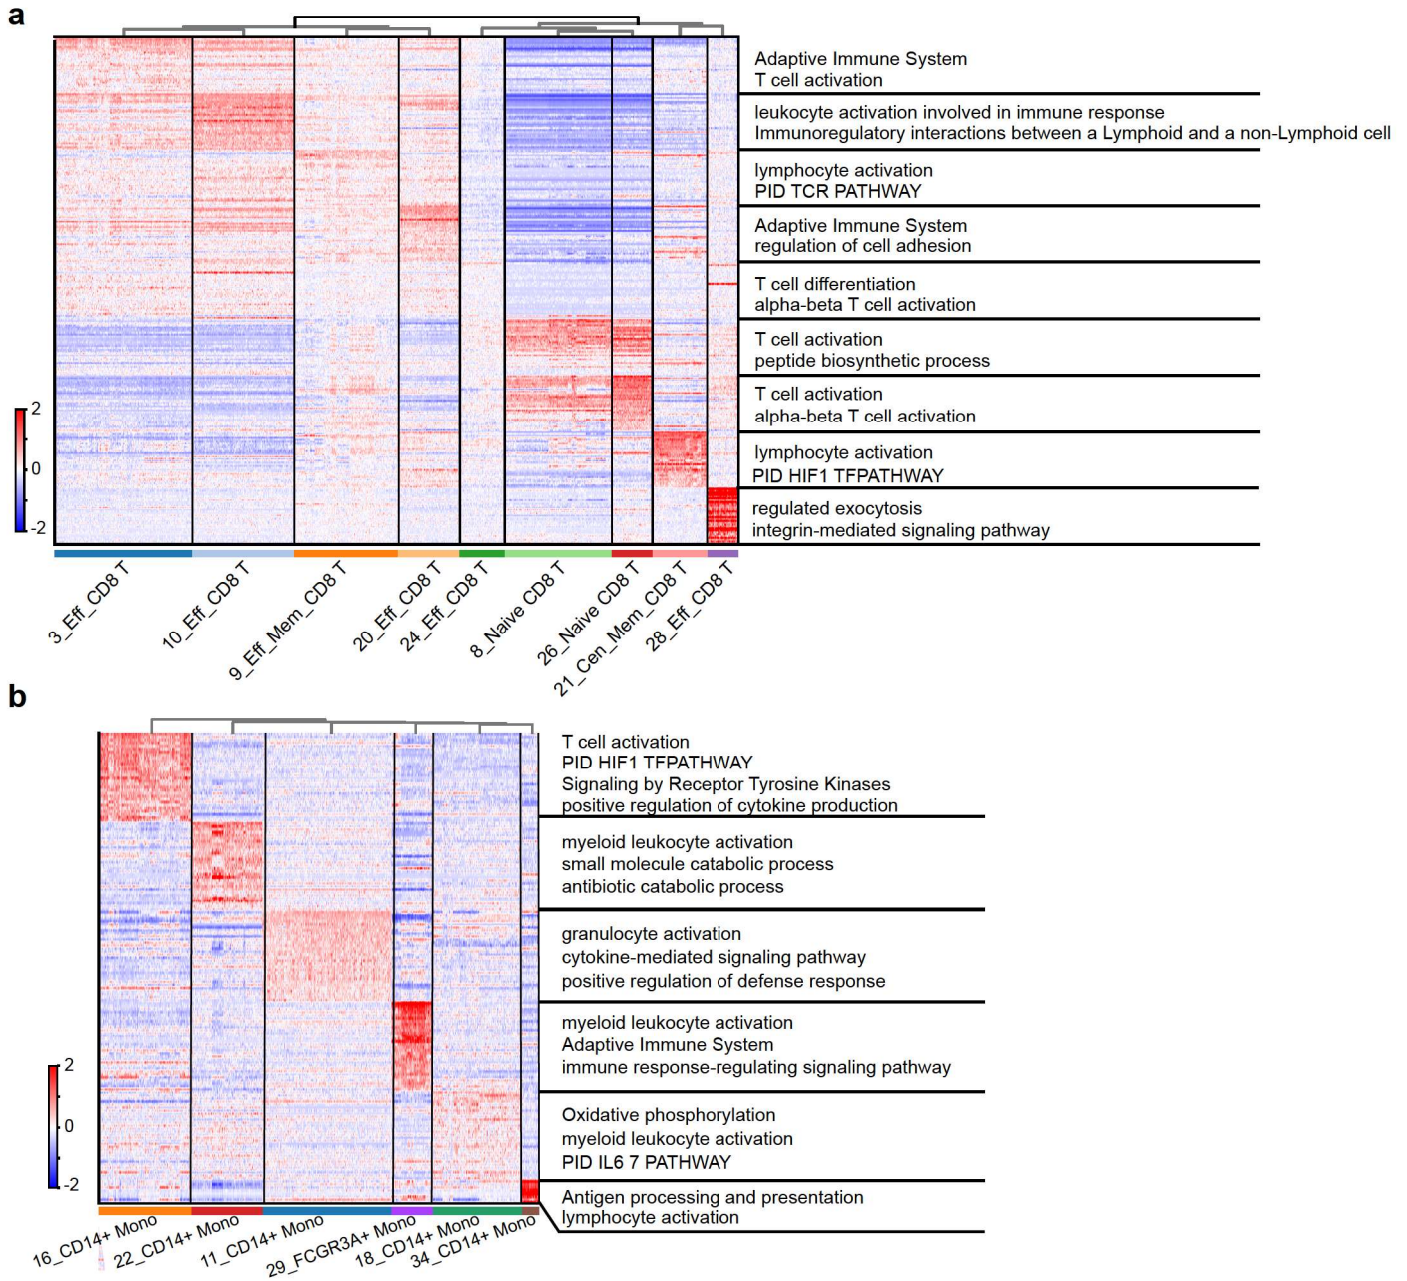 a
Adaptive Immune System
T cell activation
leukocyte activation involved in immune response
Immunoregulatory interactions between a Lymphoid and a non-Lymphoid cell
lymphocyte activation
PID TCR PATHWAY
Adaptive Immune System
regulation of cell adhesion
T cell differentiation
alpha-beta T cell activation
T cell activation
peptide biosynthetic process
T cell activation
alpha-beta T cell activation
lymphocyte activation
PID HIF1 TFPATHWAY
regulated exocytosis
integrin-mediated signaling pathway
2
0
-2
3_Eff_CD8 T
10_Eff_CD8 T
9_Eff_Mem_CD8 T
20_Eff_CD8 T
24_Eff_CD8 T
8_Naive CD8 T
26_Naive CD8 T
21_Cen_Mem_CD8 T
28_Eff_CD8 T
b
T cell activation
PID HIF1 TFPATHWAY
Signaling by Receptor Tyrosine Kinases
positive regulation of cytokine production
myeloid leukocyte activation
small molecule catabolic process
antibiotic catabolic process
granulocyte activation
cytokine-mediated signaling pathway
positive regulation of defense response
myeloid leukocyte activation
Adaptive Immune System
immune response-regulating signaling pathway
Oxidative phosphorylation
myeloid leukocyte activation
PID IL6 7 PATHWAY
Antigen processing and presentation
lymphocyte activation
2
0
-2
16_CD14+ Mono
22_CD14+ Mono
11_CD14+ Mono
29_FCGR3A+ Mono
18_CD14+ Mono
34_CD14+ Mono